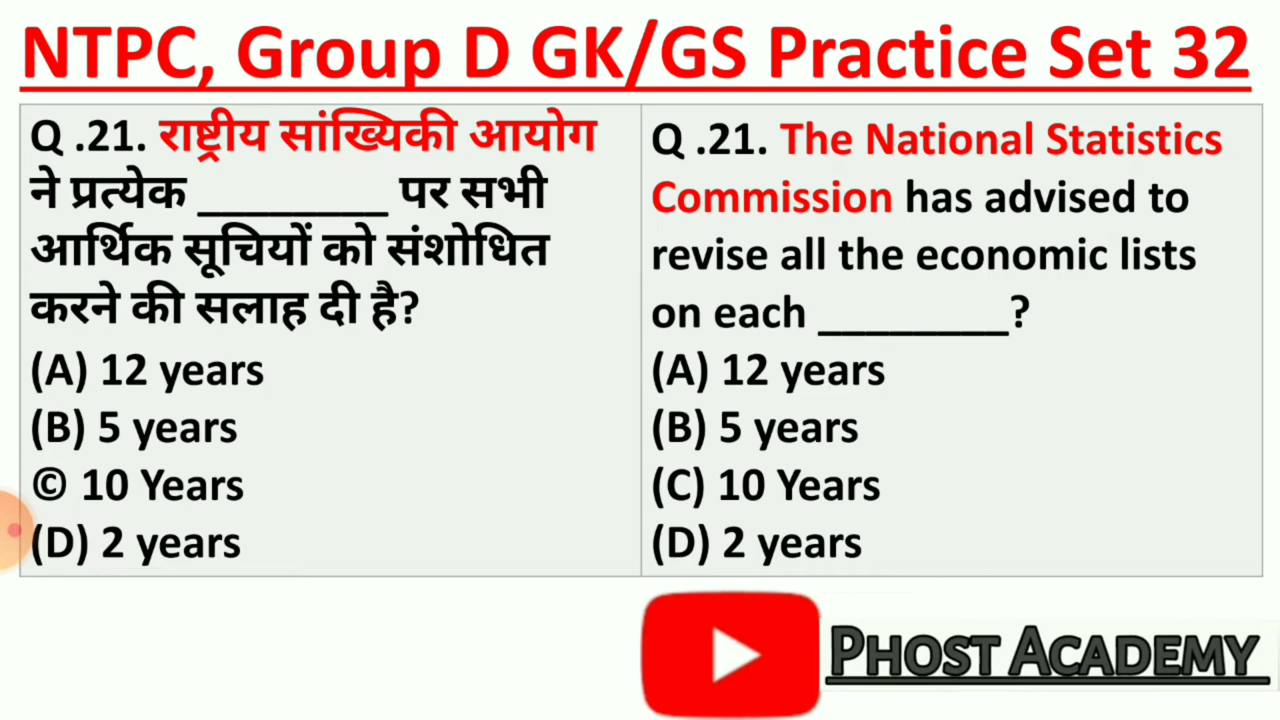 NTPC, Group D GK/GS Practice Set 32
Q .21. राष्ट्रीय सांख्यिकी आयोग
ने प्रत्येक ________ पर सभी
आर्थिक सूचियों को संशोधित
करने की सलाह दी है?
(A) 12 years
(B) 5 years
© 10 Years
(D) 2 years
Q .21. The National Statistics
Commission has advised to
revise all the economic lists
on each ________?
(A) 12 years
(B) 5 years
(C) 10 Years
(D) 2 years
PHOST ACADEMY